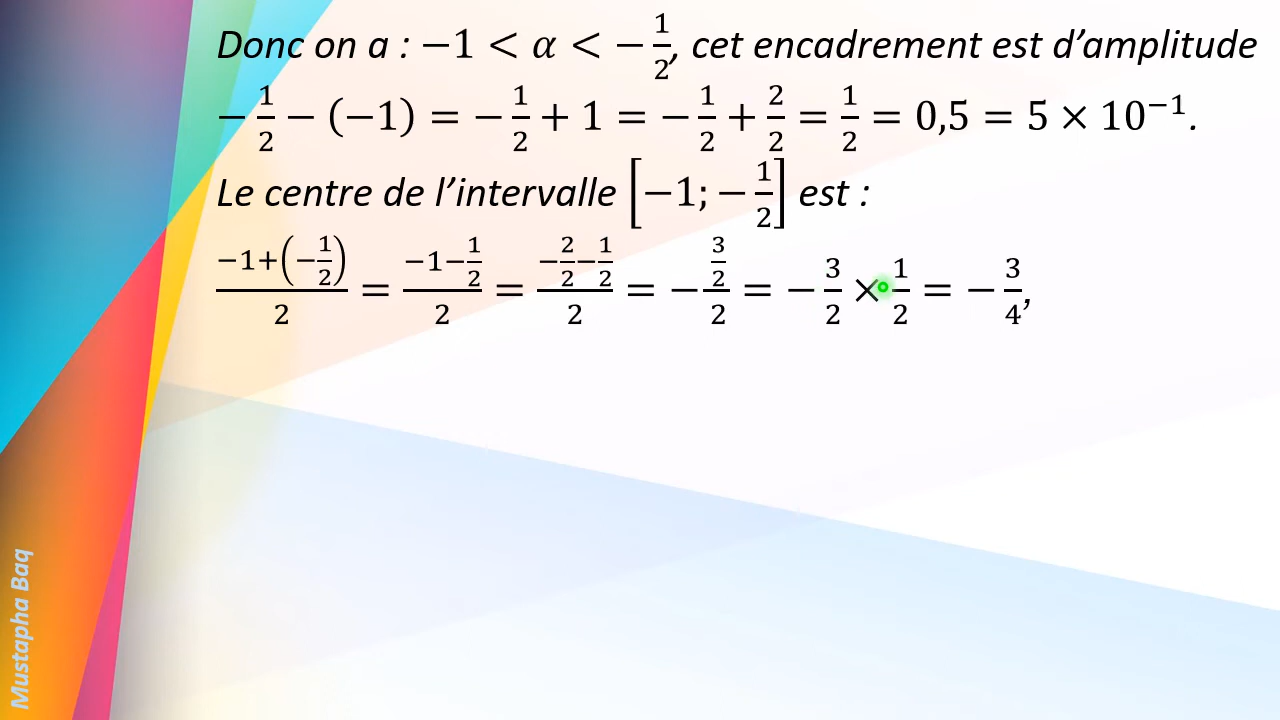 Donc on a : −1 < α < −1/2, cet encadrement est d’amplitude
−1/2 − (−1) = −1/2 + 1 = −1/2 + 2/2 = 1/2 = 0,5 = 5 × 10⁻¹.
Le centre de l’intervalle [−1; −1/2] est :
(−1+(−1/2))/2 = (−1−1/2)/2 = (−2/2−1/2)/2 = −(3/2)/2 = −3/2 × 1/2 = −3/4,
Mustapha Baq